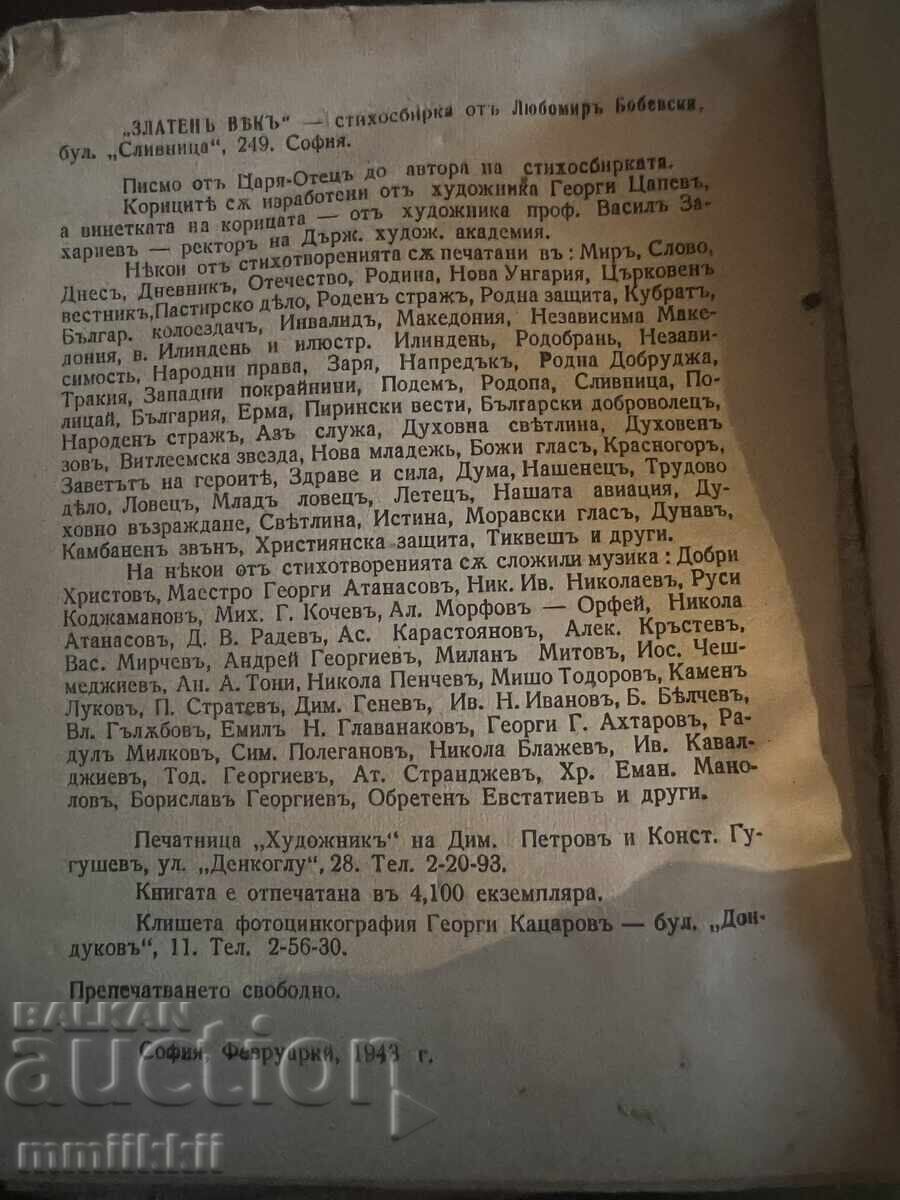 „ЗЛАТЕНЪ ВѢКЪ“ — стихосбирка отъ Любомиръ Бобевски,
бул. „Сливница“, 249. София.
Писмо отъ Царя-Отецъ до автора на стихосбирката.
Корицитѣ сѫ изработени отъ художника Георги Цапевъ,
а винетката на корицата — отъ художника проф. Василъ За-
хариевъ — ректоръ на Държ. худож. академия.
Нѣкои отъ стихотворенията сѫ печатани въ: Миръ, Слово,
Днесъ, Дневникъ, Отечество, Родина, Нова Унгария, Църковенъ
вестникъ, Пастирско дѣло, Роденъ стражъ, Родна защита, Кубратъ,
Българ. колоездачъ, Инвалидъ, Македония, Независима Маке-
дония, в. Илиндень и илюстр. Илиндень, Родобрань, Незави-
симость, Народни права, Заря, Напредъкъ, Родна Добруджа,
Тракия, Западни покрайнини, Подемъ, Родопа, Сливница, По-
лицай, България, Ерма, Пирински вести, Български доброволецъ,
Народенъ стражъ, Азъ служа, Духовна свѣтлина, Духовенъ
зовъ, Витлеемска звезда, Нова младежь, Божи гласъ, Красногоръ,
Заветътъ на героитѣ, Здраве и сила, Дума, Нашенецъ, Трудово
дѣло, Ловецъ, Младъ ловецъ, Летецъ, Нашата авиация, Ду-
ховно възраждане, Свѣтлина, Истина, Моравски гласъ, Дунавъ,
Камбаненъ звънъ, Християнска защита, Тиквешъ и други.
На нѣкои отъ стихотворенията сѫ сложили музика: Добри
Христовъ, Маестро Георги Атанасовъ, Ник. Ив. Николаевъ, Руси
Коджамановъ, Мих. Г. Кочевъ, Ал. Морфовъ — Орфей, Никола
Атанасовъ, Д. В. Радевъ, Ас. Карастояновъ, Алек. Кръстевъ,
Вас. Мирчевъ, Андрей Георгиевъ, Миланъ Митовъ, Иос. Чеш-
меджиевъ, Ан. А. Тони, Никола Пенчевъ, Мишо Тодоровъ, Каменъ
Луковъ, П. Стратевъ, Дим. Геневъ, Ив. Н. Ивановъ, Б. Бѣлчевъ,
Вл. Гълѫбовъ, Емилъ Н. Главанаковъ, Георги Г. Ахтаровъ, Ра-
дулъ Милковъ, Сим. Полегановъ, Никола Блажевъ, Ив. Кавал-
джиевъ, Тод. Георгиевъ, Ат. Странджевъ, Хр. Еман. Мано-
ловъ, Бориславъ Георгиевъ, Обретенъ Евстатиев и други.
Печатница „Художникъ“ на Дим. Петровъ и Конст. Гу-
гушевъ, ул. „Денкоглу“, 28. Тел. 2-20-93.
Книгата е отпечатана въ 4,100 екземпляра.
Клишета фотоцинкография Георги Кацаровъ — бул. „Дон-
дуковъ“, 11. Тел. 2-56-30.
Препечатването свободно.
София, Февруарий, 1943 г.
BALKAN
auction
mmiikkii